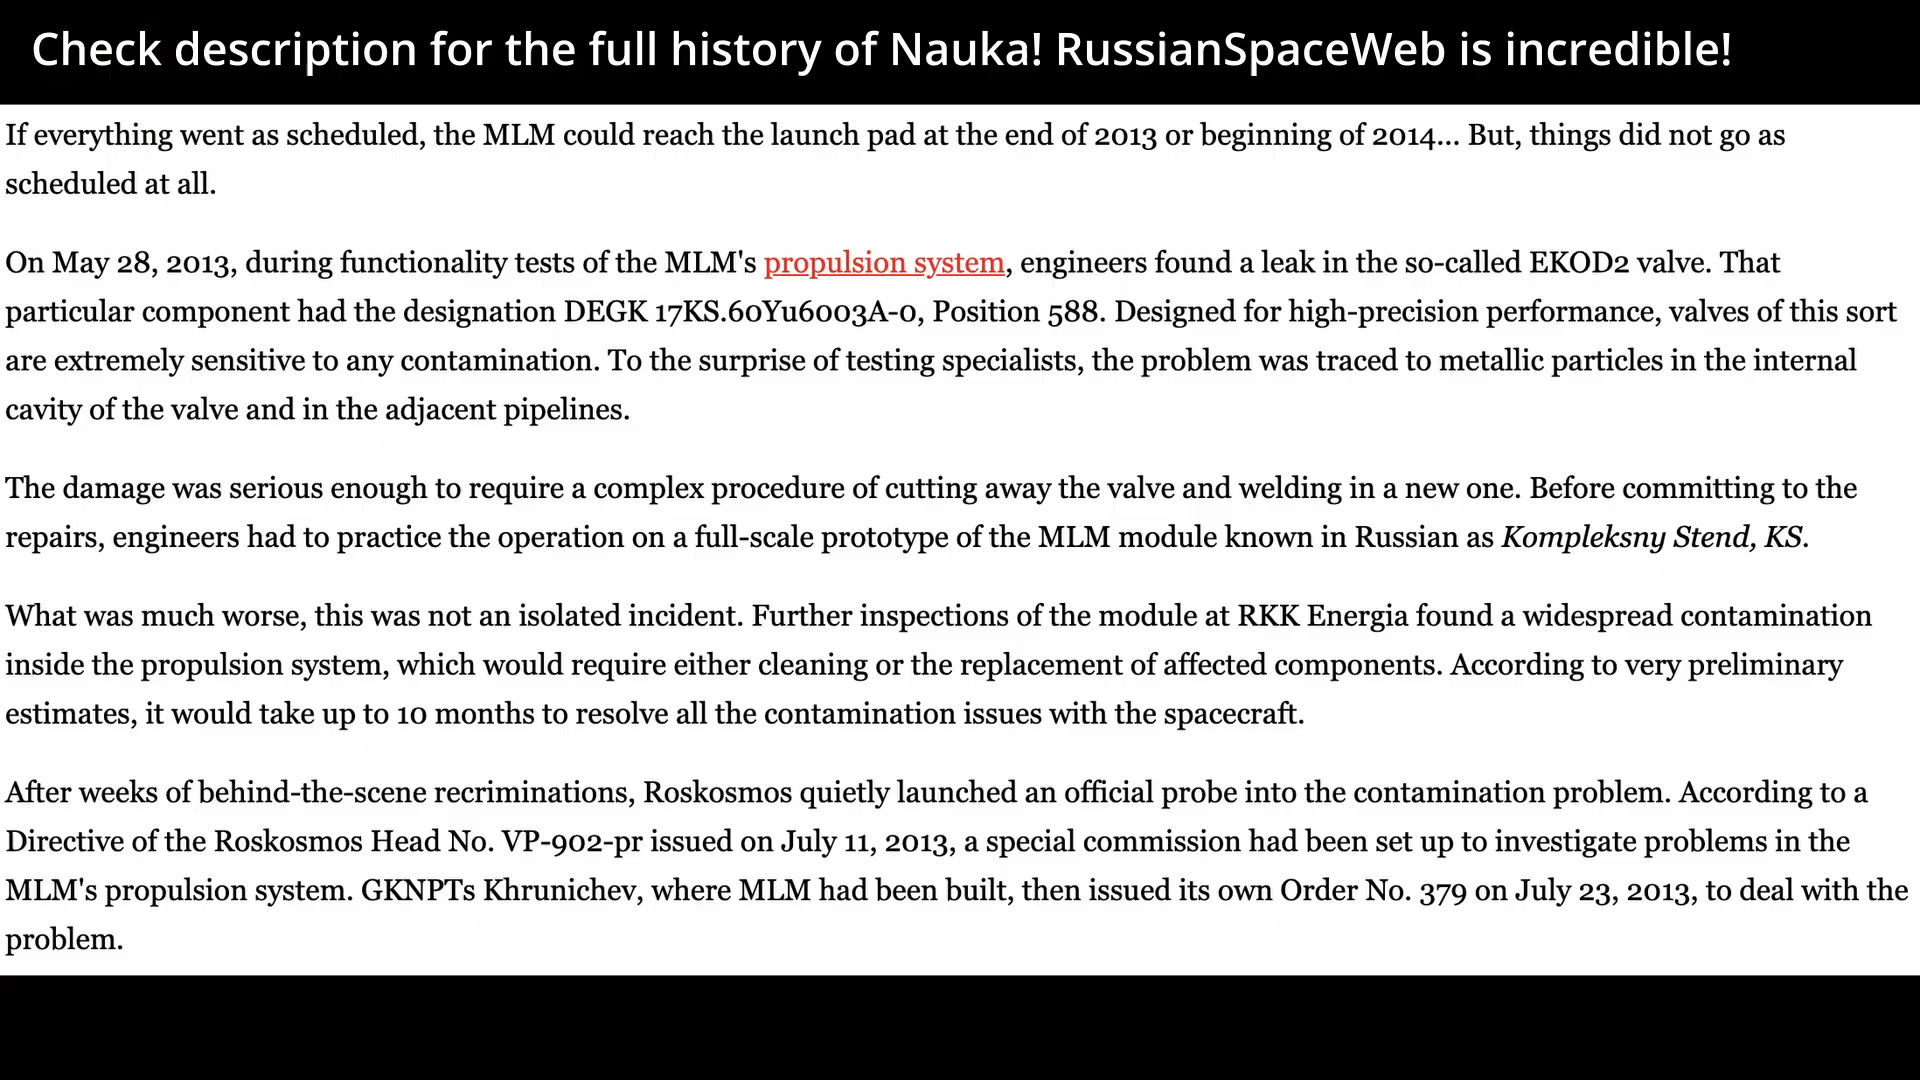 Check description for the full history of Nauka! RussianSpaceWeb is incredible!
If everything went as scheduled, the MLM could reach the launch pad at the end of 2013 or beginning of 2014... But, things did not go as
scheduled at all.
On May 28, 2013, during functionality tests of the MLM's propulsion system, engineers found a leak in the so-called EKOD2 valve. That
particular component had the designation DEGK 17KS.60Yu6003A-0, Position 588. Designed for high-precision performance, valves of this sort
are extremely sensitive to any contamination. To the surprise of testing specialists, the problem was traced to metallic particles in the internal
cavity of the valve and in the adjacent pipelines.
The damage was serious enough to require a complex procedure of cutting away the valve and welding in a new one. Before committing to the
repairs, engineers had to practice the operation on a full-scale prototype of the MLM module known in Russian as Kompleksny Stend, KS.
What was much worse, this was not an isolated incident. Further inspections of the module at RKK Energia found a widespread contamination
inside the propulsion system, which would require either cleaning or the replacement of affected components. According to very preliminary
estimates, it would take up to 10 months to resolve all the contamination issues with the spacecraft.
After weeks of behind-the-scene recriminations, Roskosmos quietly launched an official probe into the contamination problem. According to a
Directive of the Roskosmos Head No. VP-902-pr issued on July 11, 2013, a special commission had been set up to investigate problems in the
MLM's propulsion system. GKNPTs Khrunichev, where MLM had been built, then issued its own Order No. 379 on July 23, 2013, to deal with the
problem.